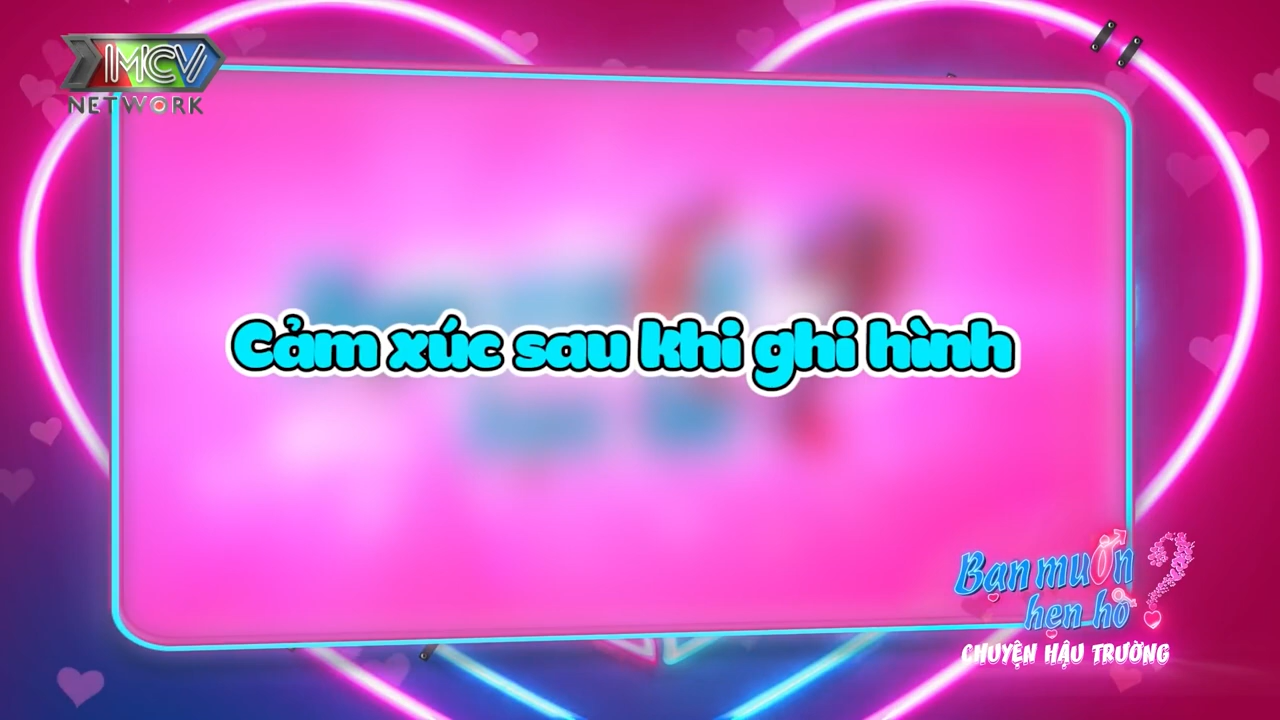 MCV
NETWORK
Cảm xúc sau khi ghi hình
Bạn muốn
hẹn hò
CHUYỆN HẬU TRƯỜNG